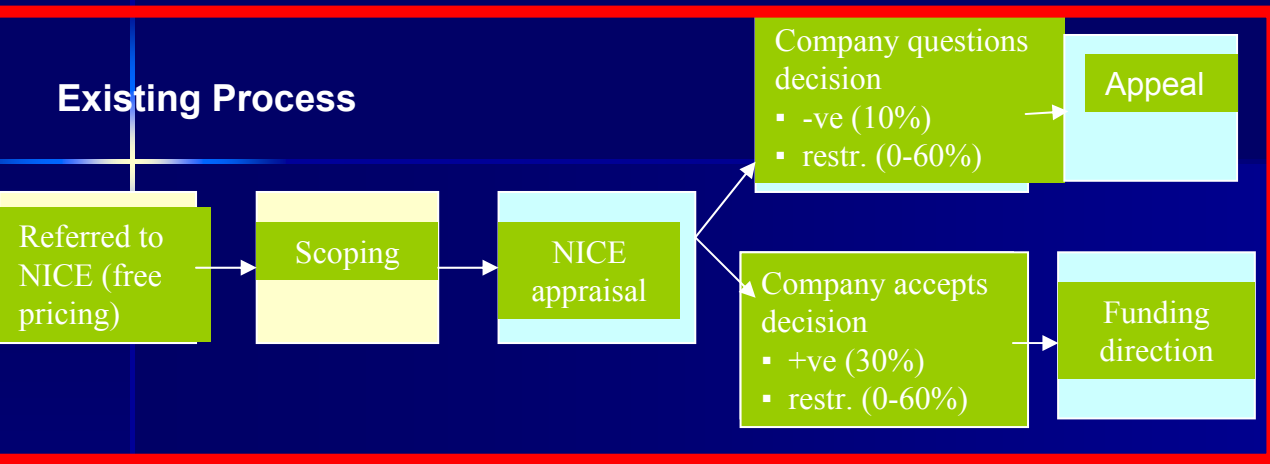 Existing Process
Referred to
NICE (free
pricing)
Scoping
NICE
appraisal
Company questions
decision
▪ -ve (10%)
▪ restr. (0-60%)
Appeal
Company accepts
decision
▪ +ve (30%)
▪ restr. (0-60%)
Funding
direction